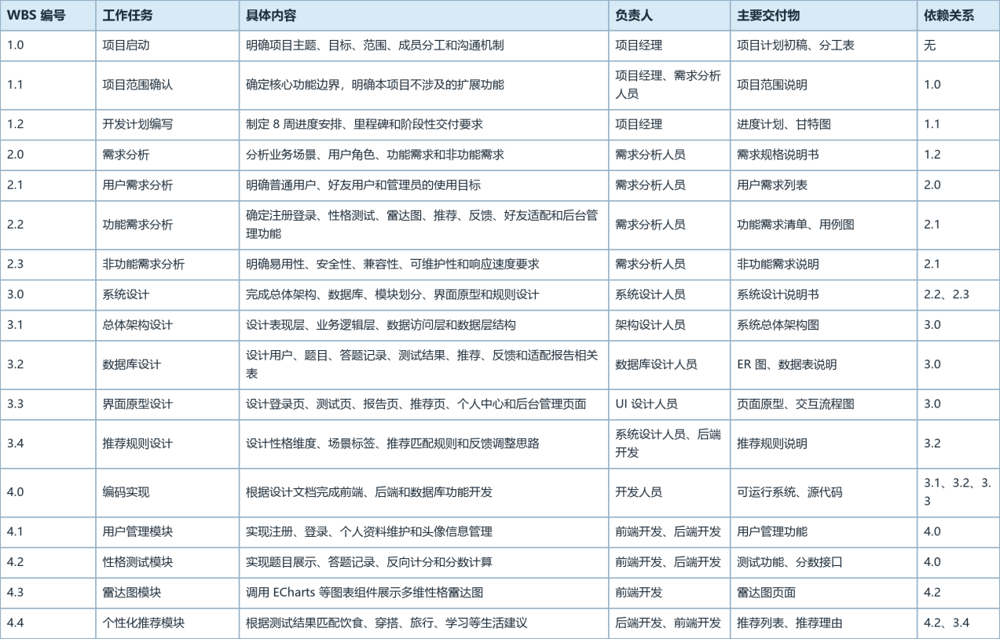 WBS 编号 工作任务 具体内容 负责人 主要交付物 依赖关系
1.0 项目启动 明确项目主题、目标、范围、成员分工和沟通机制 项目经理 项目计划初稿、分工表 无
1.1 项目范围确认 确定核心功能边界，明确本项目不涉及的扩展功能 项目经理、需求分析
人员 项目范围说明 1.0
1.2 开发计划编写 制定 8 周进度安排、里程碑和阶段性交付要求 项目经理 进度计划、甘特图 1.1
2.0 需求分析 分析业务场景、用户角色、功能需求和非功能需求 需求分析人员 需求规格说明书 1.2
2.1 用户需求分析 明确普通用户、好友用户和管理员的使用目标 需求分析人员 用户需求列表 2.0
2.2 功能需求分析 确定注册登录、性格测试、雷达图、推荐、反馈、好友适配和后台管
理功能 需求分析人员 功能需求清单、用例图 2.1
2.3 非功能需求分析 明确易用性、安全性、兼容性、可维护性和响应速度要求 需求分析人员 非功能需求说明 2.1
3.0 系统设计 完成总体架构、数据库、模块划分、界面原型和规则设计 系统设计人员 系统设计说明书 2.2、2.3
3.1 总体架构设计 设计表现层、业务逻辑层、数据访问层和数据层结构 架构设计人员 系统总体架构图 3.0
3.2 数据库设计 设计用户、题目、答题记录、测试结果、推荐、反馈和适配报告相关
表 数据库设计人员 ER 图、数据表说明 3.0
3.3 界面原型设计 设计登录页、测试页、报告页、推荐页、个人中心和后台管理页面 UI 设计人员 页面原型、交互流程图 3.0
3.4 推荐规则设计 设计性格维度、场景标签、推荐匹配规则和反馈调整思路 系统设计人员、后端
开发 推荐规则说明 3.2
4.0 编码实现 根据设计文档完成前端、后端和数据库功能开发 开发人员 可运行系统、源代码 3.1、3.2、3.
3
4.1 用户管理模块 实现注册、登录、个人资料维护和头像信息管理 前端开发、后端开发 用户管理功能 4.0
4.2 性格测试模块 实现题目展示、答题记录、反向计分和分数计算 前端开发、后端开发 测试功能、分数接口 4.0
4.3 雷达图模块 调用 ECharts 等图表组件展示多维性格雷达图 前端开发 雷达图页面 4.2
4.4 个性化推荐模块 根据测试结果匹配饮食、穿搭、旅行、学习等生活建议 后端开发、前端开发 推荐列表、推荐理由 4.2、3.4